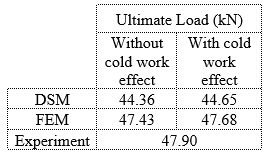 Ultimate Load (kN)
Without cold work effect With cold work effect
DSM 44.36 44.65
FEM 47.43 47.68
Experiment 47.90